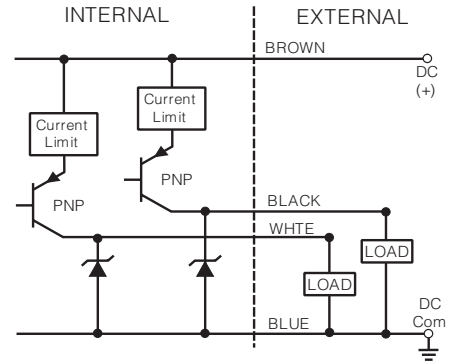 INTERNAL
EXTERNAL
BROWN
DC
(+)
Current
Limit
Current
Limit
PNP
PNP
BLACK
WHTE
LOAD
LOAD
DC
Com
BLUE